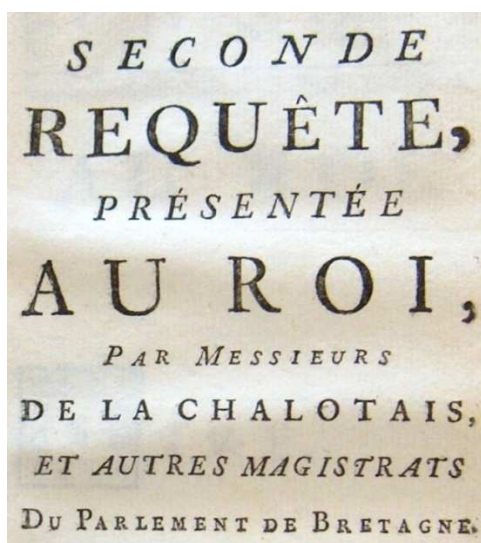 SECONDE
REQUÊTE,
PRÉSENTÉE
AU ROI,
PAR MESSIEURS
DE LA CHALOTAIS,
ET AUTRES MAGISTRATS
DU PARLEMENT DE BRETAGNE.